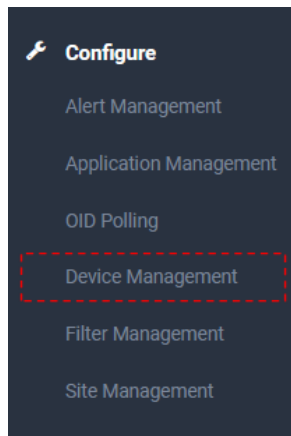 Configure
Alert Management
Application Management
OID Polling
Device Management
Filter Management
Site Management